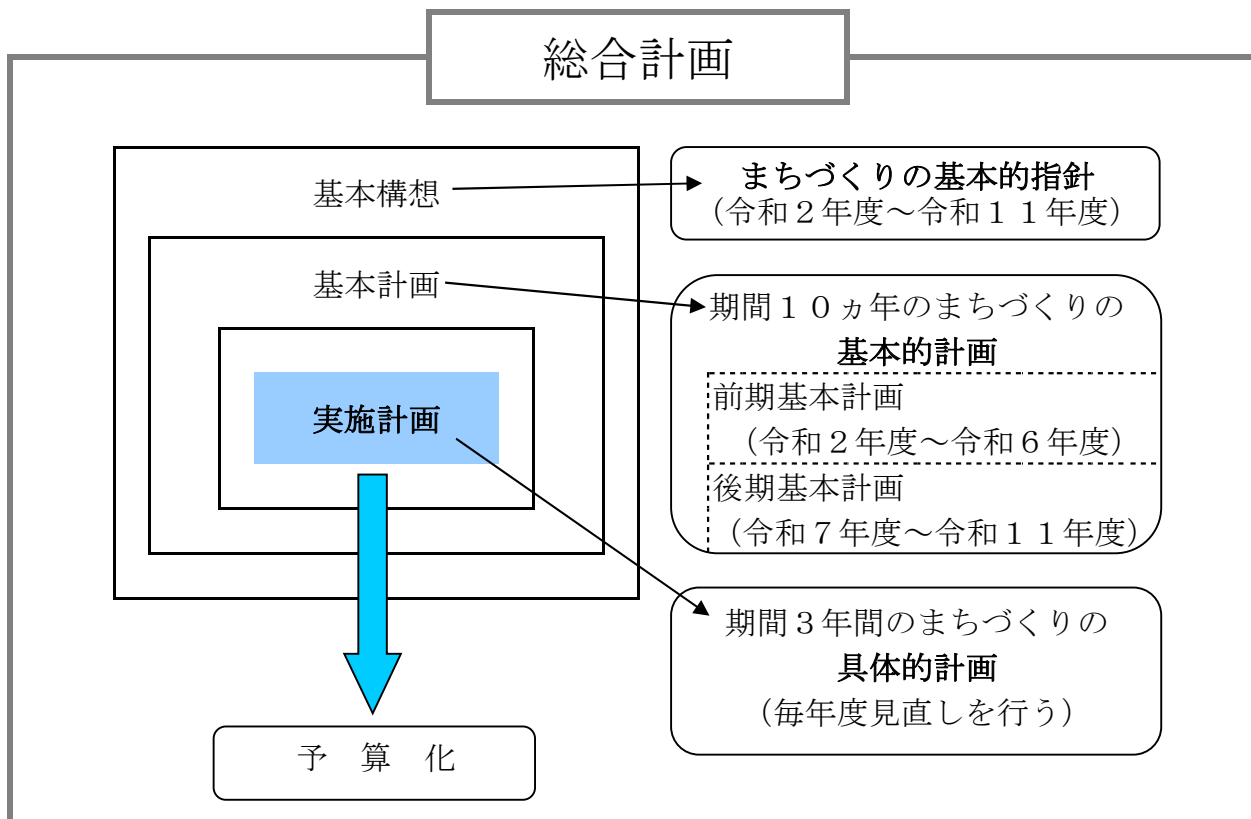 総合計画
基本構想
まちづくりの基本的指針
（令和２年度～令和１１年度）
基本計画
期間１０ヵ年のまちづくりの
基本的計画
前期基本計画
（令和２年度～令和６年度）
後期基本計画
（令和７年度～令和１１年度）
実施計画
期間３年間のまちづくりの
具体的計画
（毎年度見直しを行う）
予　算　化